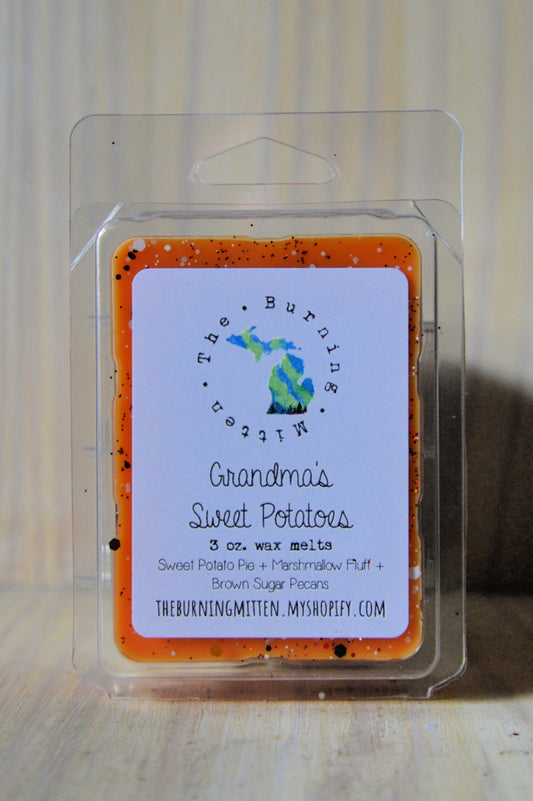 The • Burning • Mitten •
Grandma's
Sweet Potatoes
3 oz. wax melts
Sweet Potato Pie + Marshmallow Fluff +
Brown Sugar Pecans
THEBURNINGMITTEN.MYSHOPIFY.COM